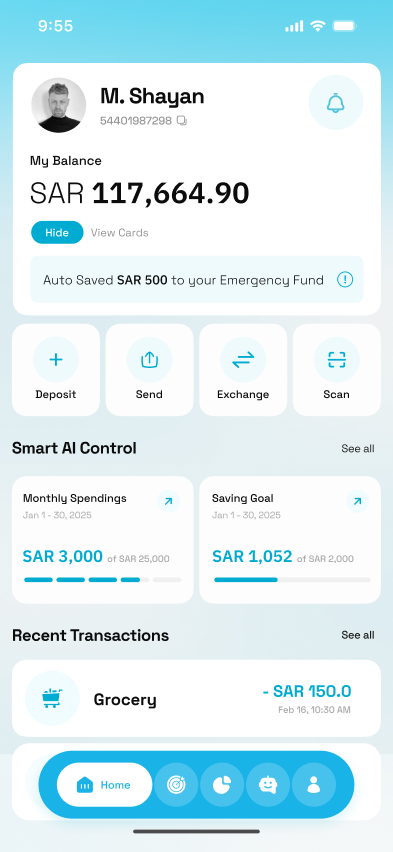 9:55
M. Shayan
54401987298
My Balance
SAR 117,664.90
Hide View Cards
Auto Saved SAR 500 to your Emergency Fund
Deposit Send Exchange Scan
Smart AI Control See all
Monthly Spendings
Jan 1 - 30, 2025
SAR 3,000 of SAR 25,000
Saving Goal
Jan 1 - 30, 2025
SAR 1,052 of SAR 2,000
Recent Transactions See all
Grocery
- SAR 150.0
Feb 16, 10:30 AM
Home